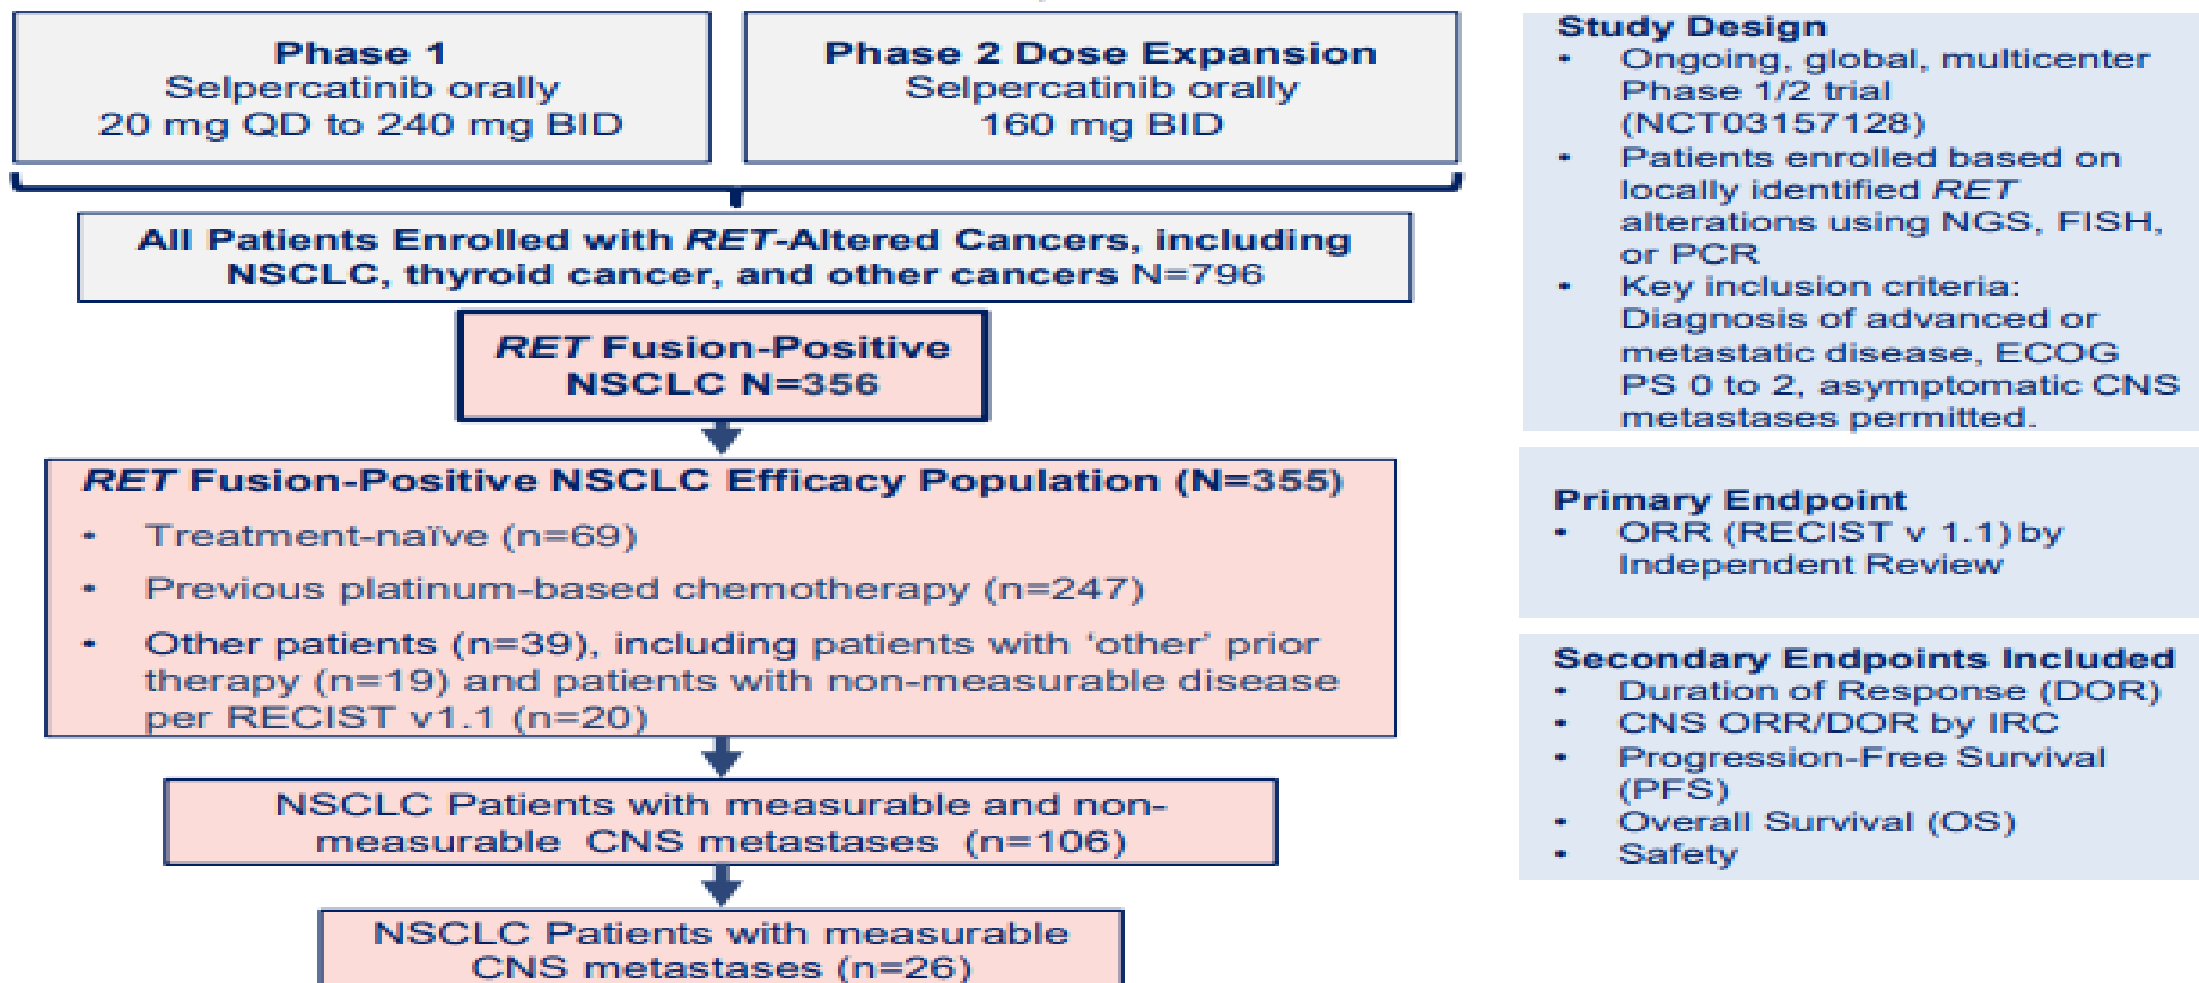 Phase 1
Selpercatinib orally
20 mg QD to 240 mg BID
Phase 2 Dose Expansion
Selpercatinib orally
160 mg BID
All Patients Enrolled with RET-Altered Cancers, including
NSCLC, thyroid cancer, and other cancers N=796
RET Fusion-Positive
NSCLC N=356
RET Fusion-Positive NSCLC Efficacy Population (N=355)
• Treatment-naïve (n=69)
• Previous platinum-based chemotherapy (n=247)
• Other patients (n=39), including patients with ‘other’ prior
therapy (n=19) and patients with non-measurable disease
per RECIST v1.1 (n=20)
NSCLC Patients with measurable and non-
measurable CNS metastases (n=106)
NSCLC Patients with measurable
CNS metastases (n=26)
Study Design
• Ongoing, global, multicenter
Phase 1/2 trial
(NCT03157128)
• Patients enrolled based on
locally identified RET
alterations using NGS, FISH,
or PCR
• Key inclusion criteria:
Diagnosis of advanced or
metastatic disease, ECOG
PS 0 to 2, asymptomatic CNS
metastases permitted.
Primary Endpoint
• ORR (RECIST v 1.1) by
Independent Review
Secondary Endpoints Included
• Duration of Response (DOR)
• CNS ORR/DOR by IRC
• Progression-Free Survival
(PFS)
• Overall Survival (OS)
• Safety